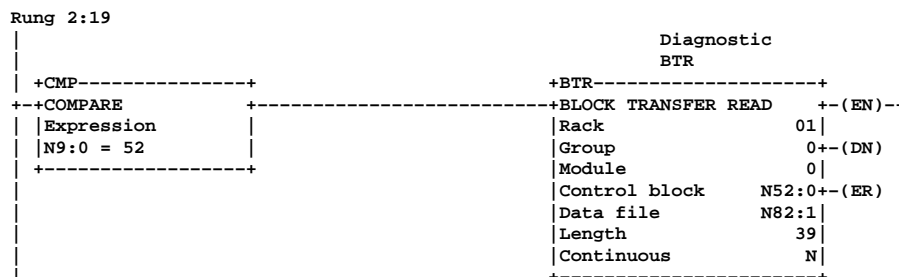 Rung 2:19
Diagnostic
BTR
+CMP---------------+ +BTR--------------------+
+-+COMPARE +--------------------------+BLOCK TRANSFER READ +-(EN)-
| |Expression | |Rack 01|
| |N9:0 = 52 | |Group 0+-(DN)
| +-------------------+ |Module 0|
| |Control block N52:0+-(ER)
| |Data file N82:1|
| |Length 39|
| |Continuous N|